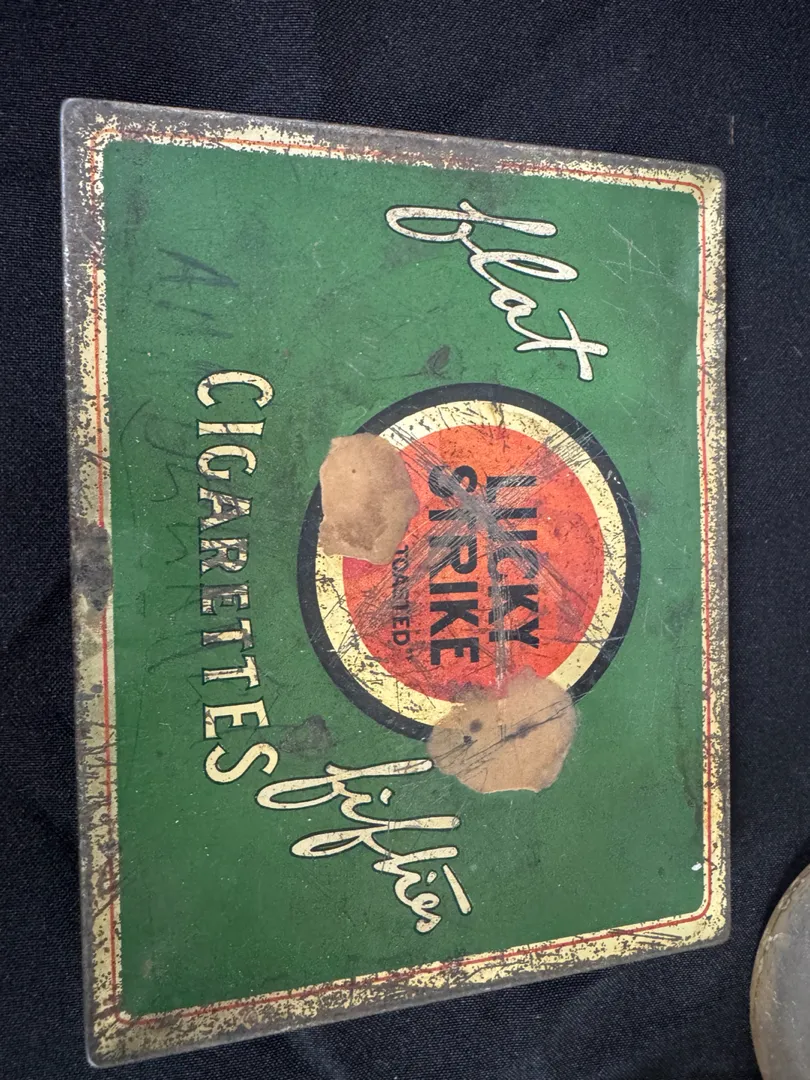 flat
LUCKY
STRIKE
"TOASTED"
fifties
CIGARETTES